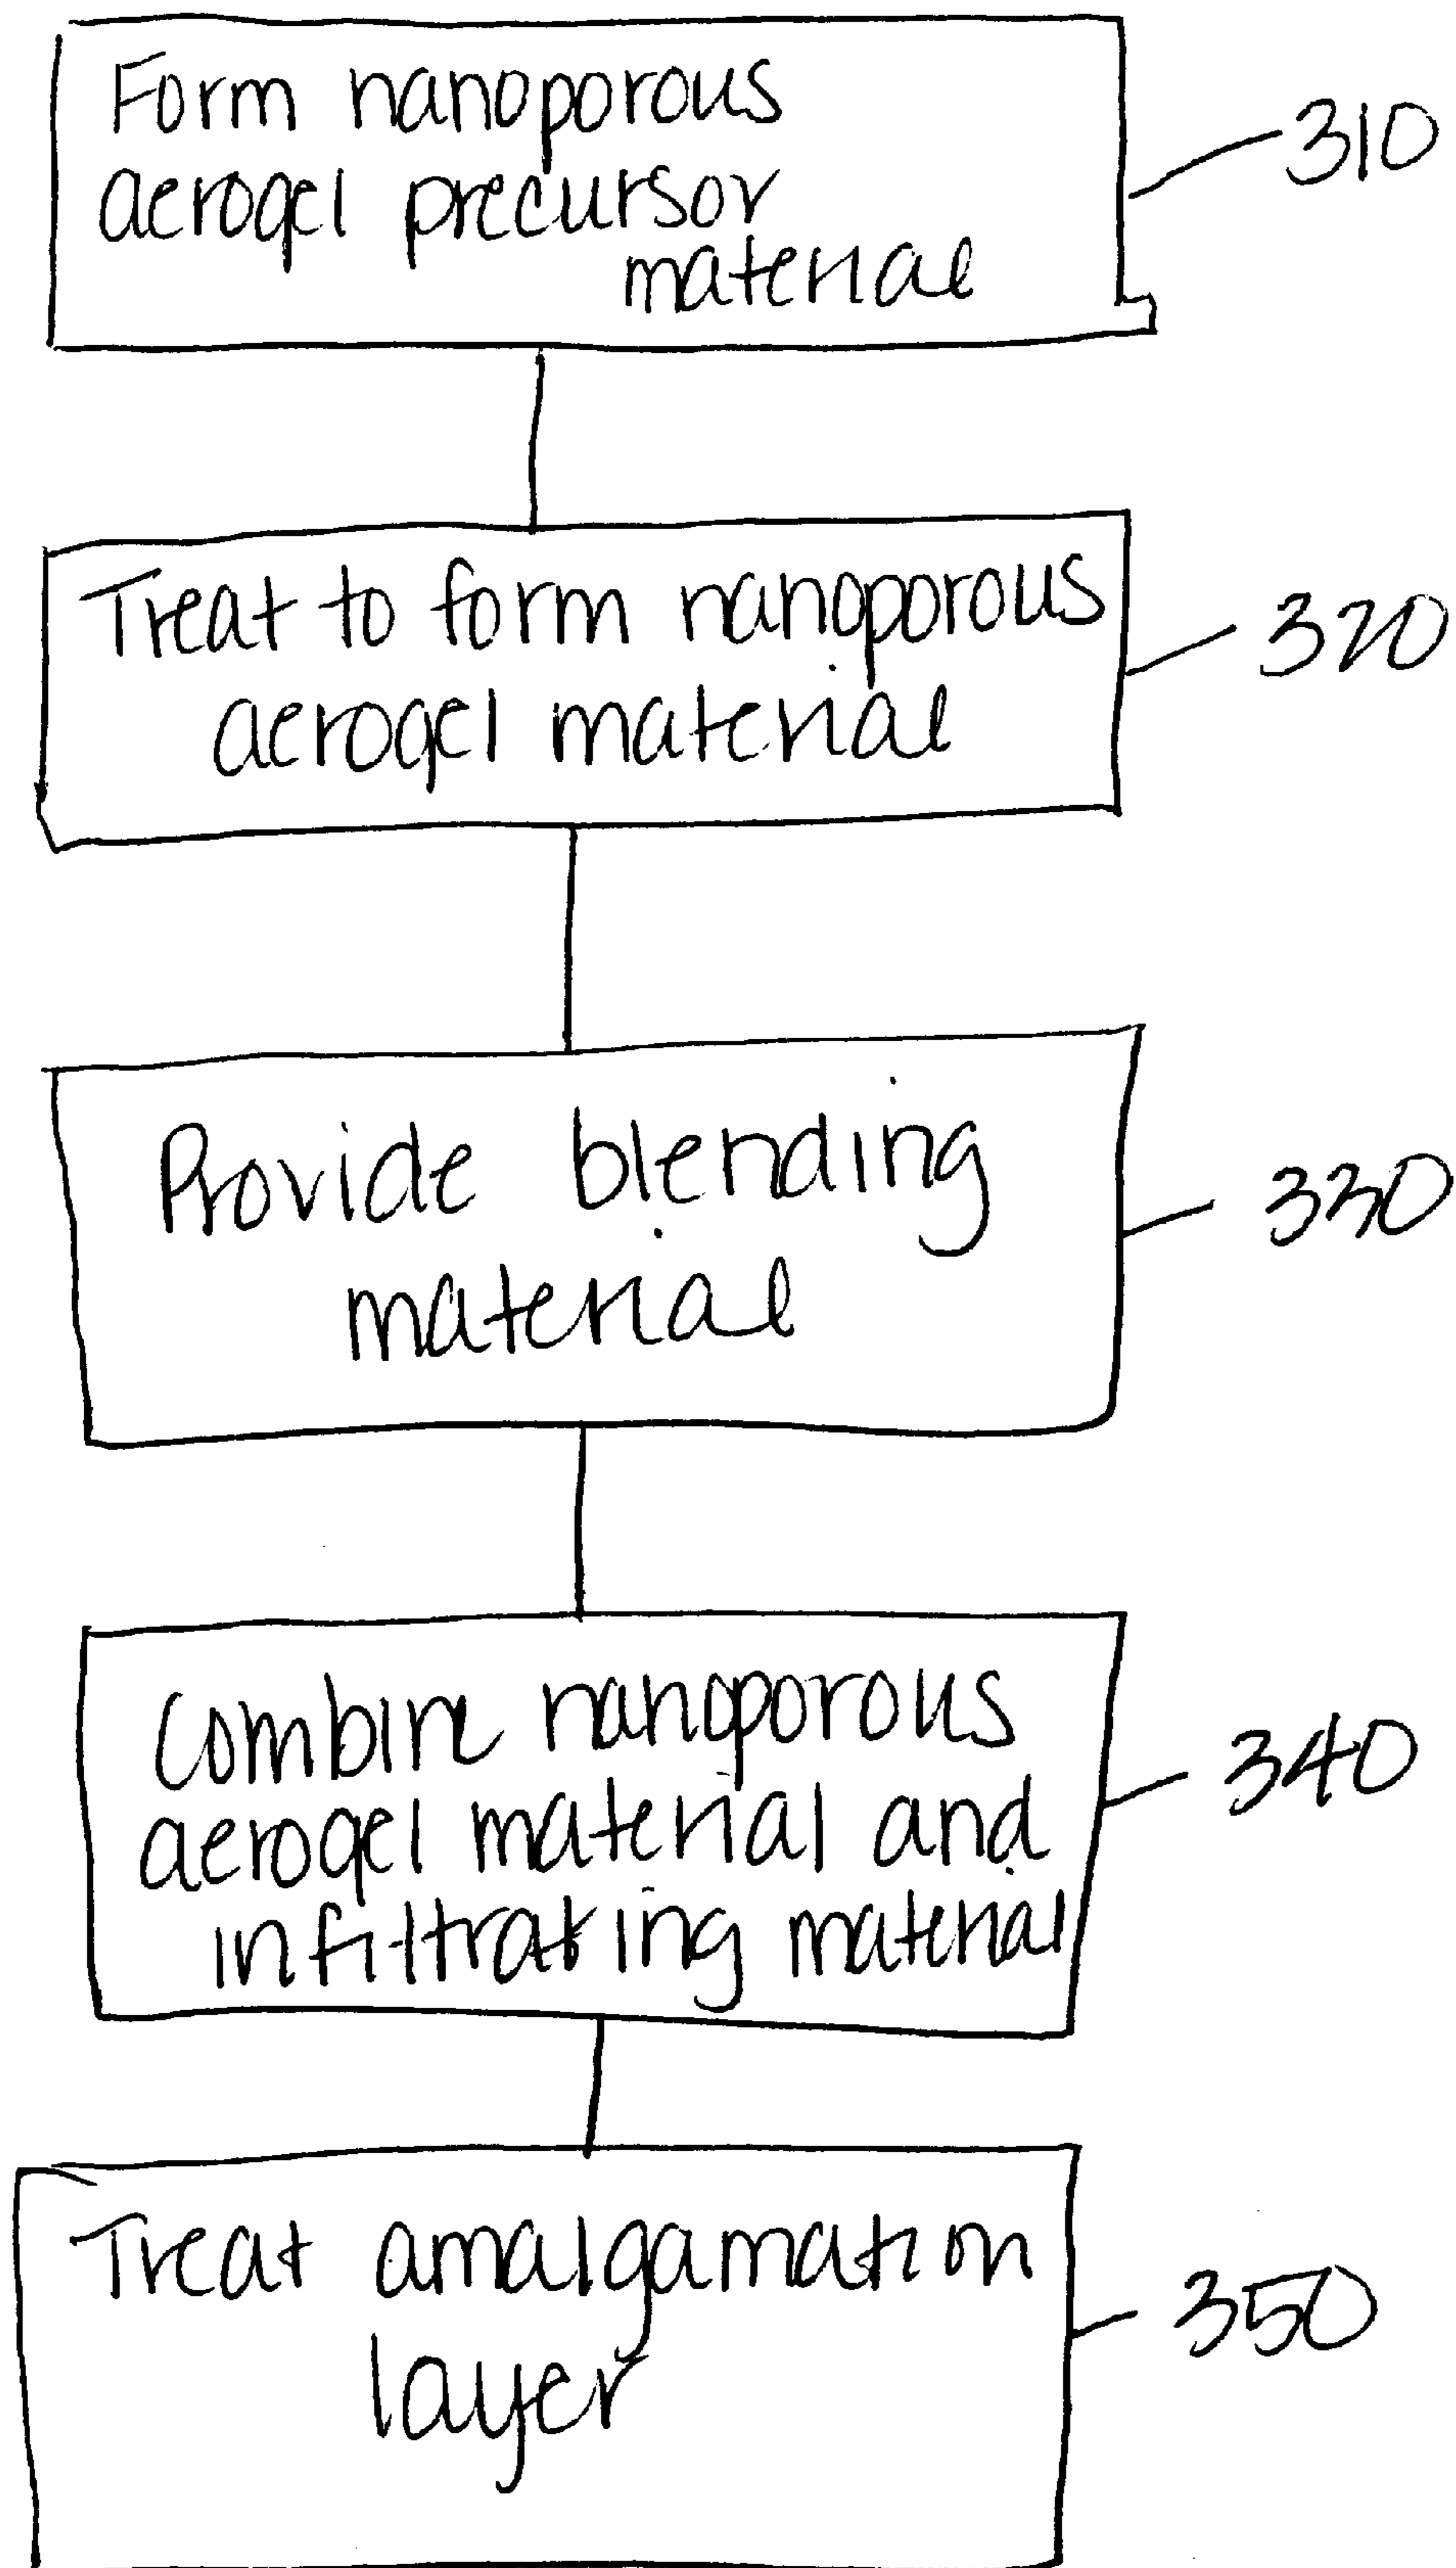 Form nanoporous
310
aerogel precursor
material
Treat to form nanoporous
320
aerogel material
Provide blending
330
material
Combine nanoporous
340
aerogel material and
infiltrating material
Treat amalgamation
350
layer